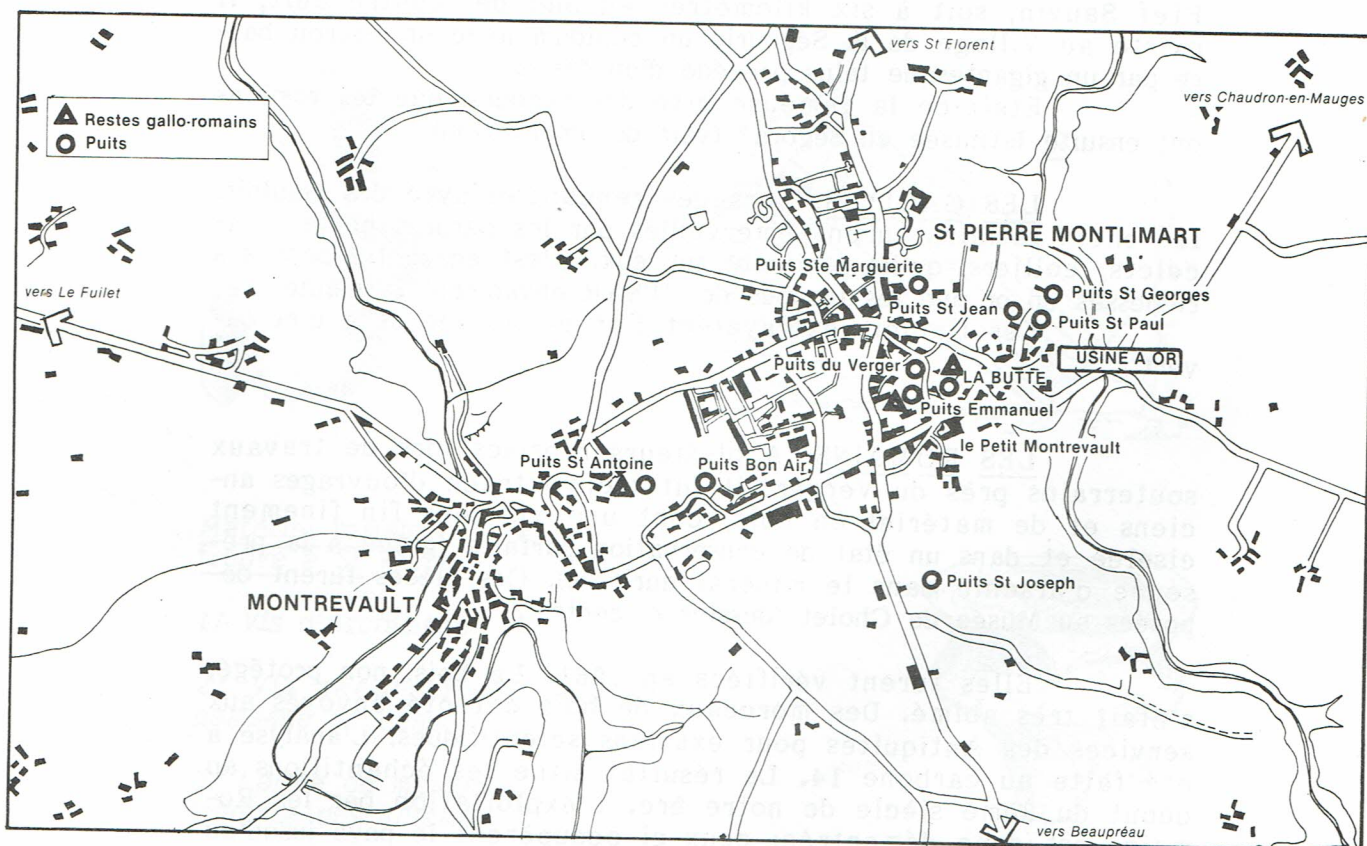 vers St Florent
vers Chaudron-en-Mauges
Restes gallo-romains
Puits
St PIERRE MONTLIMART
Puits Ste Marguerite
Puits St Georges
Puits St Jean
Puits St Paul
vers Le Fuilet
USINE A OR
Puits du Verger
LA BUTTE
Puits Emmanuel
le Petit Montrevault
Puits St Antoine
Puits Bon Air
Puits St Joseph
MONTREVAULT
vers Beaupréau